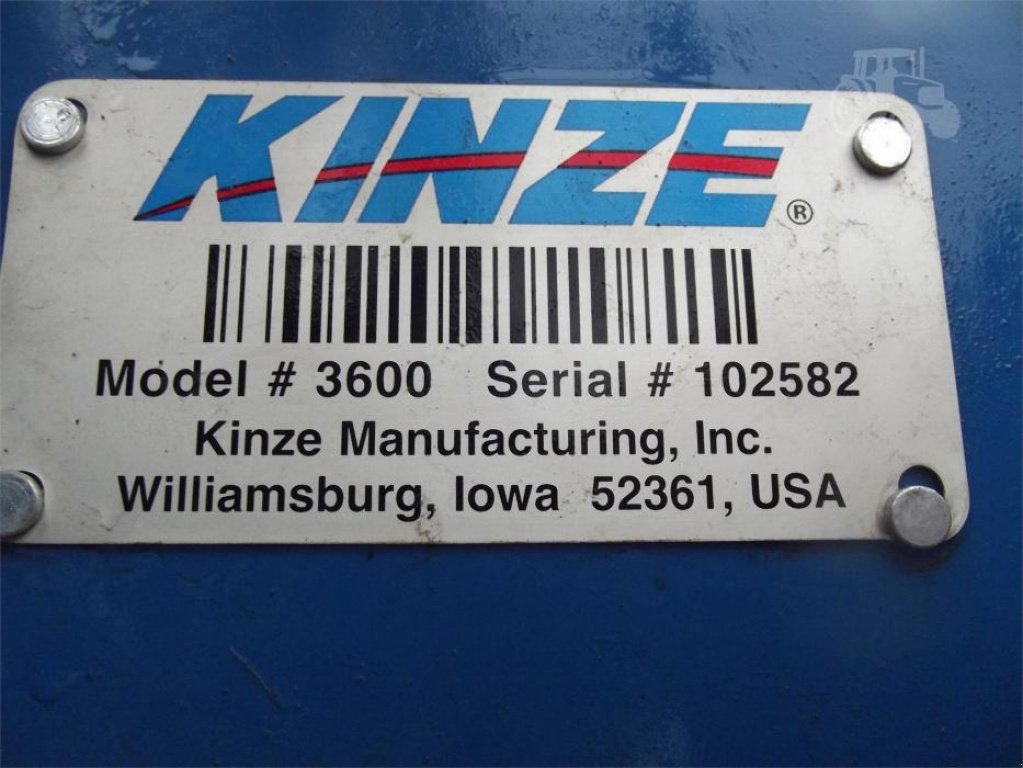 KINZE®
Model # 3600 Serial # 102582
Kinze Manufacturing, Inc.
Williamsburg, Iowa 52361, USA